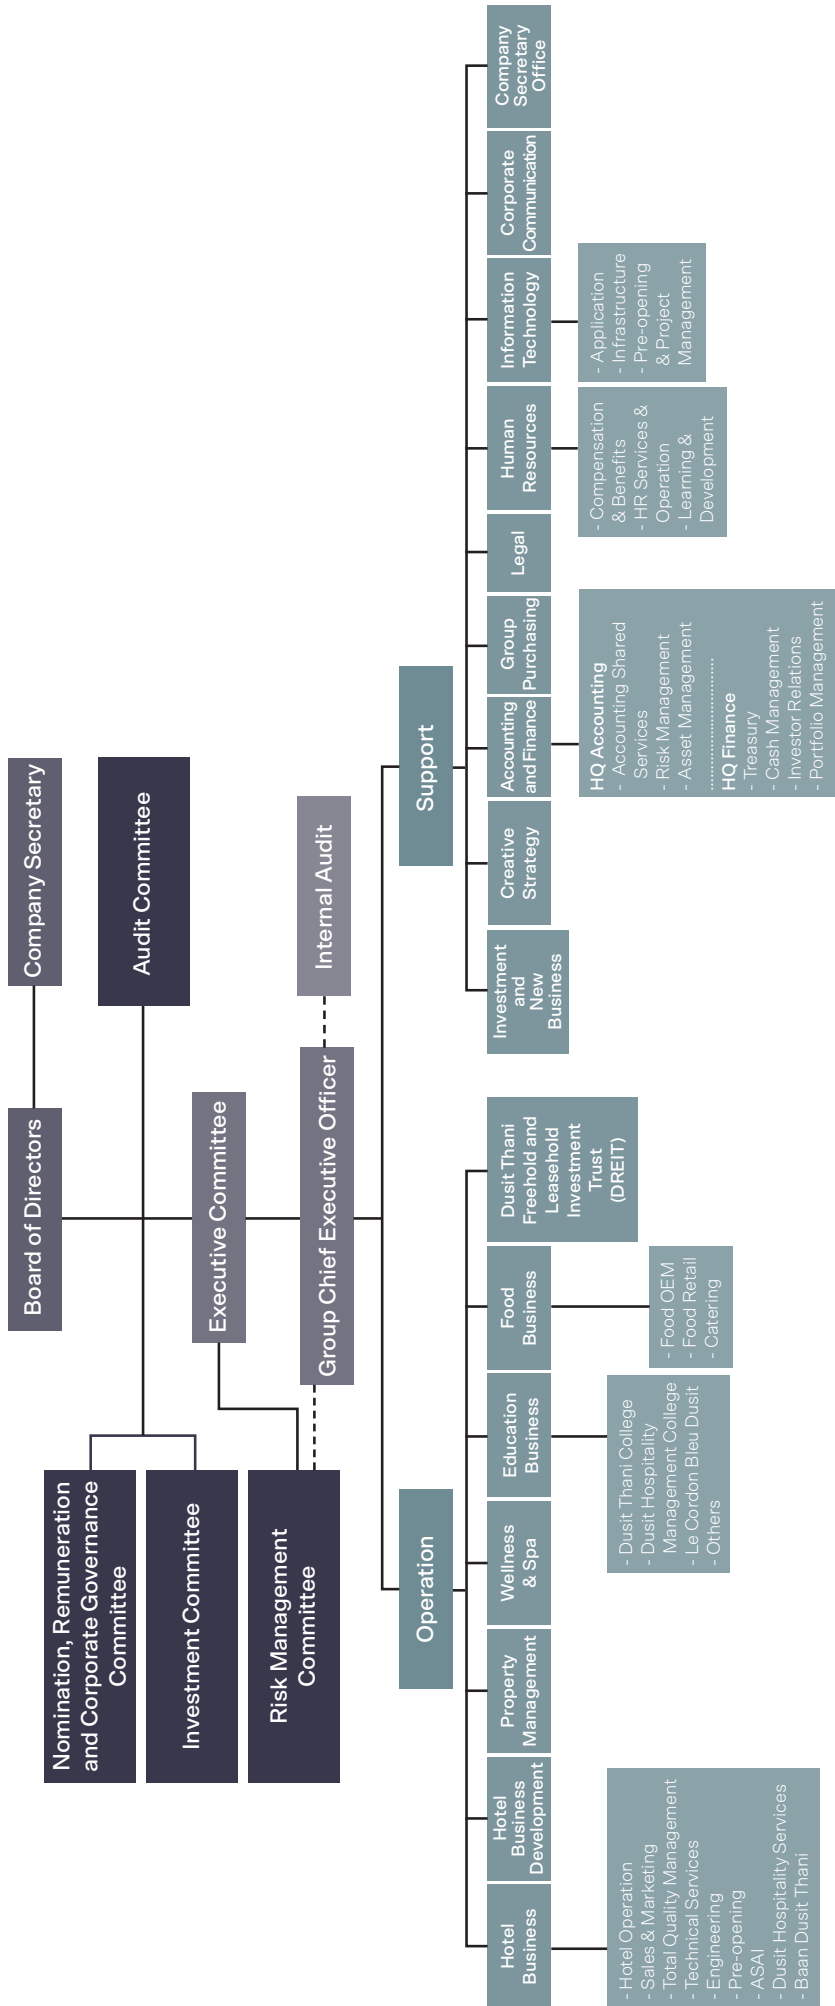 Board of Directors
Company Secretary
Nomination, Remuneration
and Corporate Governance
Committee
Audit Committee
Investment Committee
Executive Committee
Risk Management
Committee
Group Chief Executive Officer
Internal Audit
Operation
Support
Hotel
Business
Hotel
Business
Development
Property
Management
Wellness
& Spa
Education
Business
Food
Business
Dusit Thani
Freehold and
Leasehold
Investment
Trust
(DREIT)
Investment
and
New
Business
Creative
Strategy
Accounting
and Finance
Group
Purchasing
Legal
Human
Resources
Information
Technology
Corporate
Communication
Company
Secretary
Office
- Hotel Operation
- Sales & Marketing
- Total Quality Management
- Technical Services
- Engineering
- Pre-opening
- ASAI
- Dusit Hospitality Services
- Baan Dusit Thani
- Dusit Thani College
- Dusit Hospitality
Management College
- Le Cordon Bleu Dusit
- Others
- Food OEM
- Food Retail
- Catering
HQ Accounting
- Accounting Shared
Services
- Risk Management
- Asset Management
HQ Finance
- Treasury
- Cash Management
- Investor Relations
- Portfolio Management
- Compensation
& Benefits
- HR Services &
Operation
- Learning &
Development
- Application
- Infrastructure
- Pre-opening
& Project
Management